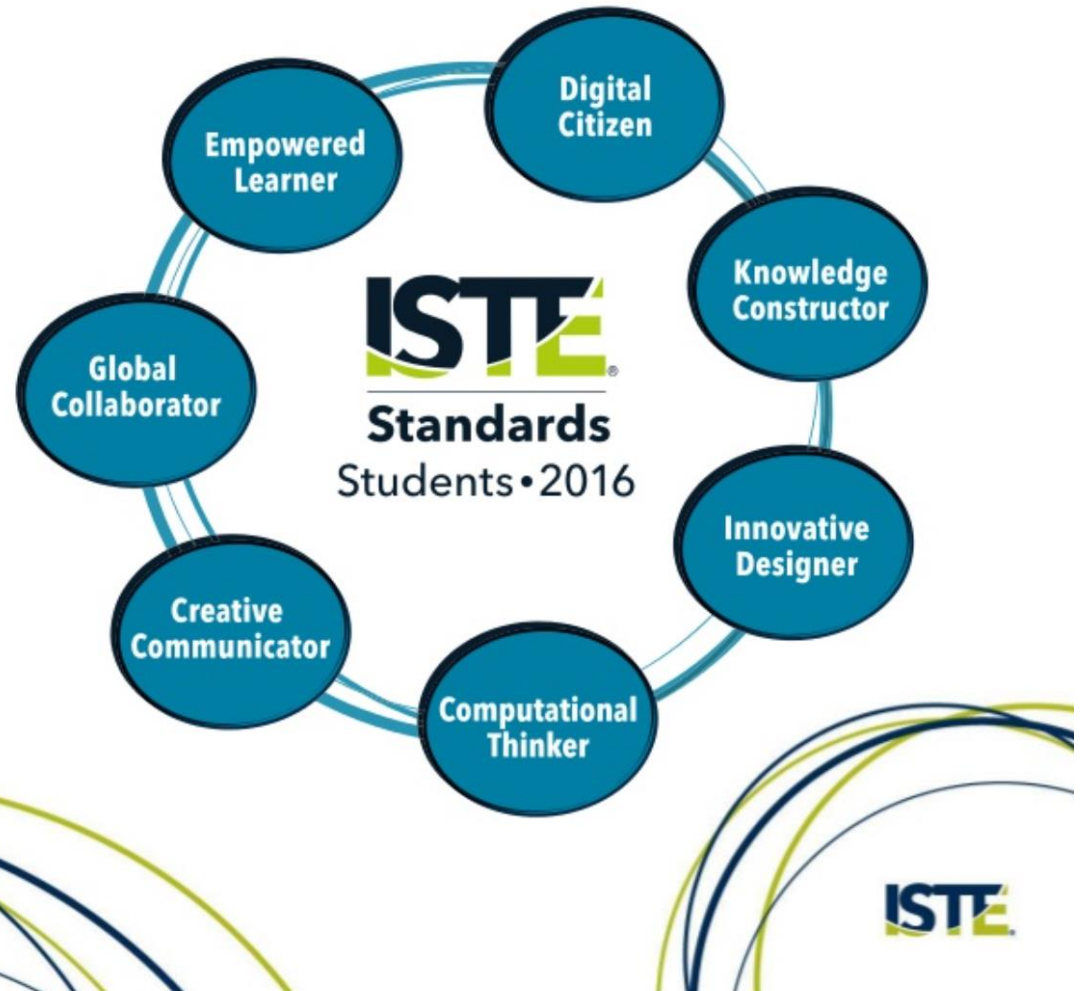 Digital
Citizen
Empowered
Learner
Knowledge
Constructor
ISTE®
Standards
Students•2016
Global
Collaborator
Innovative
Designer
Creative
Communicator
Computational
Thinker
ISTE